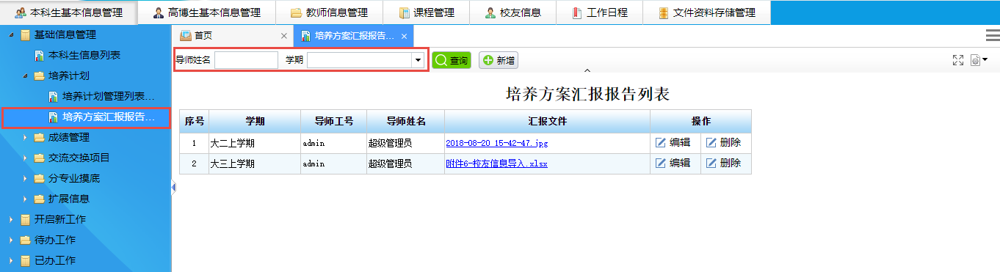 本科生基本信息管理 高博生基本信息管理 教师信息管理 课程管理 校友信息 工作日程 文件资料存储管理
基础信息管理
本科生信息列表
培养计划
培养计划管理列表...
培养方案汇报报告...
成绩管理
交流交换项目
分专业摸底
扩展信息
开启新工作
待办工作
已办工作
首页 培养方案汇报报告...
导师姓名 学期 查询 新增
培养方案汇报报告列表
序号 学期 导师工号 导师姓名 汇报文件 操作
1 大二上学期 admin 超级管理员 2018-08-20 15-42-47.jpg 编辑 删除
2 大三上学期 admin 超级管理员 附件6-校友信息导入.xlsx 编辑 删除